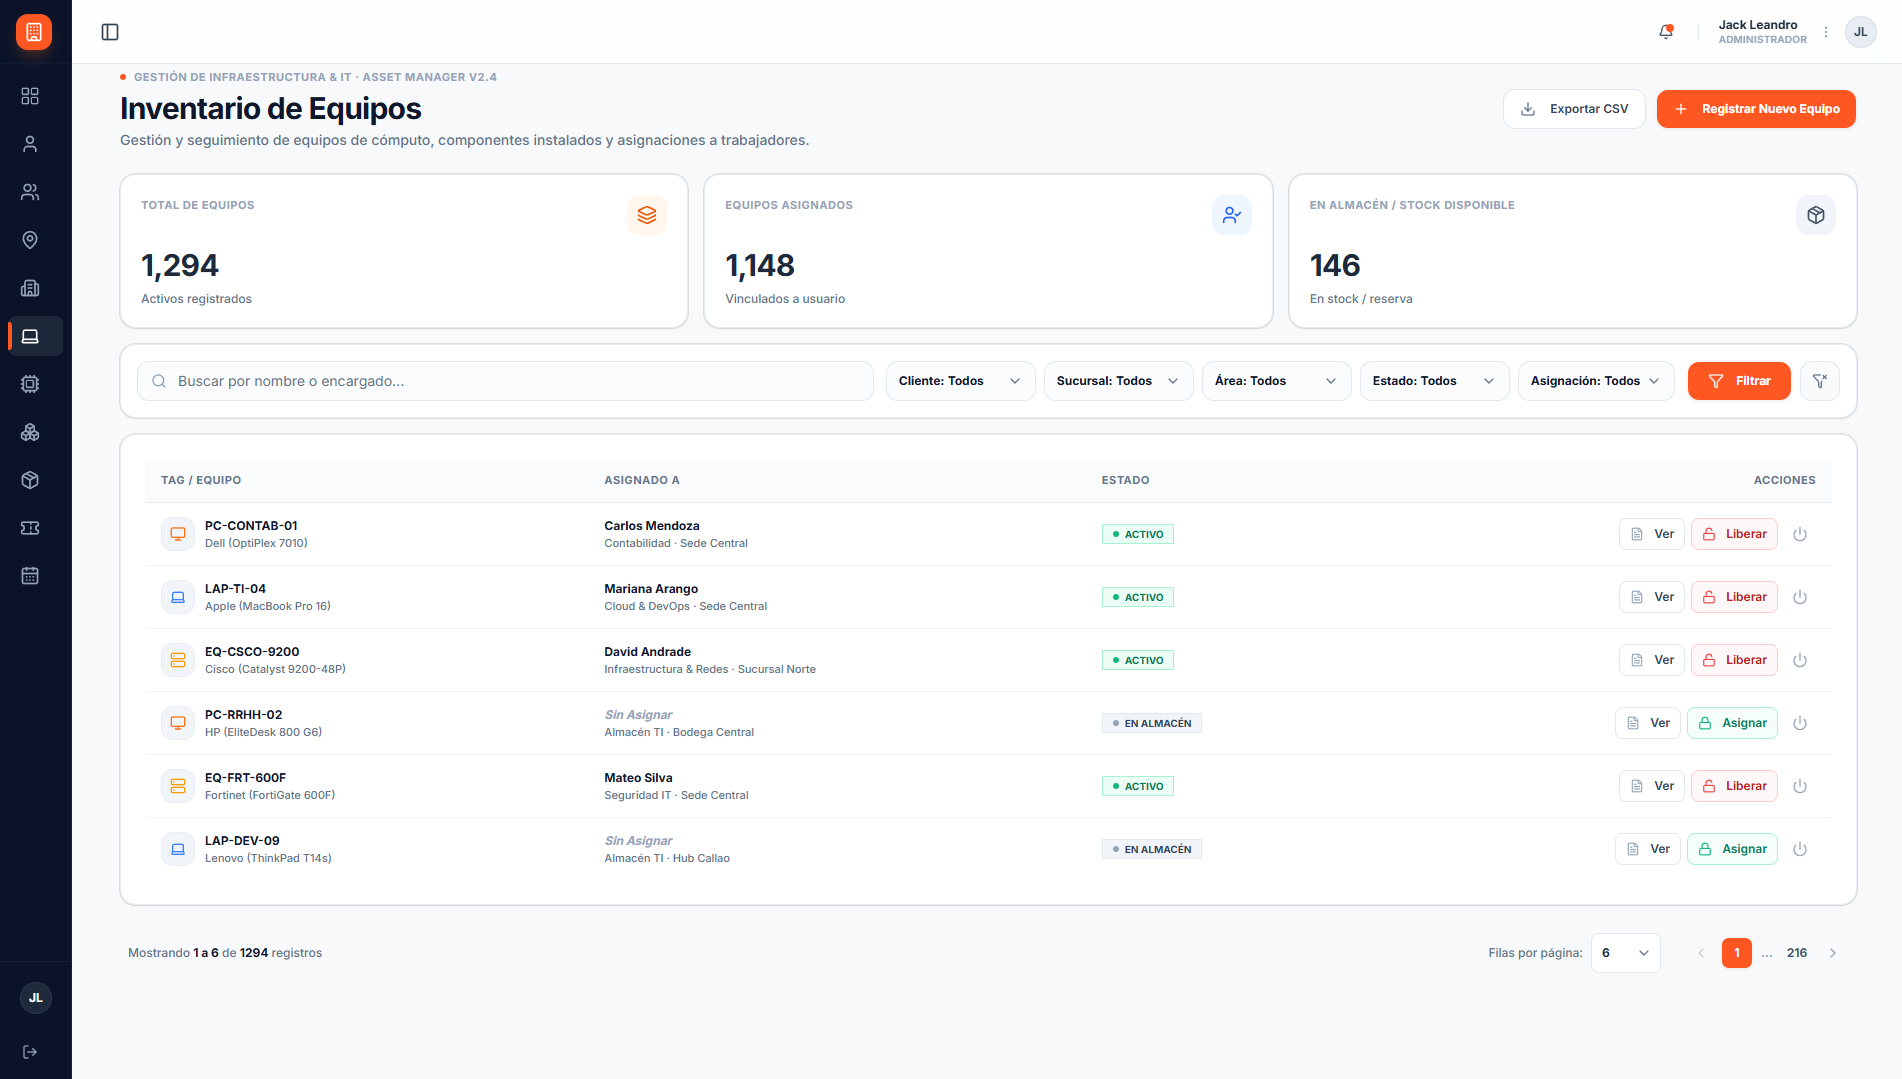 Jack Leandro
ADMINISTRADOR
JL
GESTIÓN DE INFRAESTRUCTURA & IT · ASSET MANAGER V2.4
Inventario de Equipos
Gestión y seguimiento de equipos de cómputo, componentes instalados y asignaciones a trabajadores.
Exportar CSV
Registrar Nuevo Equipo
TOTAL DE EQUIPOS
1,294
Activos registrados
EQUIPOS ASIGNADOS
1,148
Vinculados a usuario
EN ALMACÉN / STOCK DISPONIBLE
146
En stock / reserva
Buscar por nombre o encargado...
Cliente: Todos
Sucursal: Todos
Área: Todos
Estado: Todos
Asignación: Todos
Filtrar
TAG / EQUIPO
ASIGNADO A
ESTADO
ACCIONES
PC-CONTAB-01
Dell (OptiPlex 7010)
Carlos Mendoza
Contabilidad · Sede Central
ACTIVO
Ver
Liberar
LAP-TI-04
Apple (MacBook Pro 16)
Mariana Arango
Cloud & DevOps · Sede Central
ACTIVO
Ver
Liberar
EQ-CSCO-9200
Cisco (Catalyst 9200-48P)
David Andrade
Infraestructura & Redes · Sucursal Norte
ACTIVO
Ver
Liberar
PC-RRHH-02
HP (EliteDesk 800 G6)
Sin Asignar
Almacén TI · Bodega Central
EN ALMACÉN
Ver
Asignar
EQ-FRT-600F
Fortinet (FortiGate 600F)
Mateo Silva
Seguridad IT · Sede Central
ACTIVO
Ver
Liberar
LAP-DEV-09
Lenovo (ThinkPad T14s)
Sin Asignar
Almacén TI · Hub Callao
EN ALMACÉN
Ver
Asignar
Mostrando 1 a 6 de 1294 registros
Filas por página:
6
1
...
216
JL